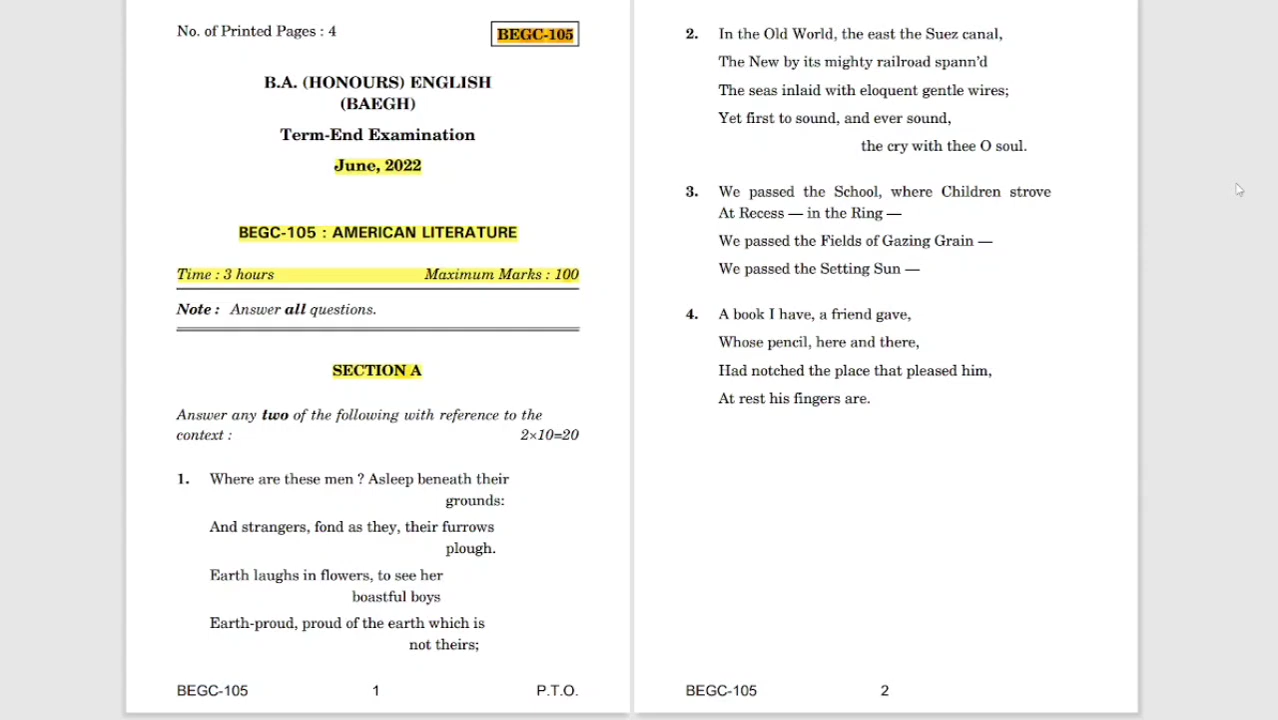 No. of Printed Pages : 4
BEGC-105
B.A. (HONOURS) ENGLISH
(BAEGH)
Term-End Examination
June, 2022
BEGC-105 : AMERICAN LITERATURE
Time : 3 hours Maximum Marks : 100
Note : Answer all questions.
SECTION A
Answer any two of the following with reference to the
context : 2×10=20
1. Where are these men ? Asleep beneath their
grounds:
And strangers, fond as they, their furrows
plough.
Earth laughs in flowers, to see her
boastful boys
Earth-proud, proud of the earth which is
not theirs;
BEGC-105 1 P.T.O.
2. In the Old World, the east the Suez canal,
The New by its mighty railroad spann'd
The seas inlaid with eloquent gentle wires;
Yet first to sound, and ever sound,
the cry with thee O soul.
3. We passed the School, where Children strove
At Recess — in the Ring —
We passed the Fields of Gazing Grain —
We passed the Setting Sun —
4. A book I have, a friend gave,
Whose pencil, here and there,
Had notched the place that pleased him,
At rest his fingers are.
BEGC-105 2